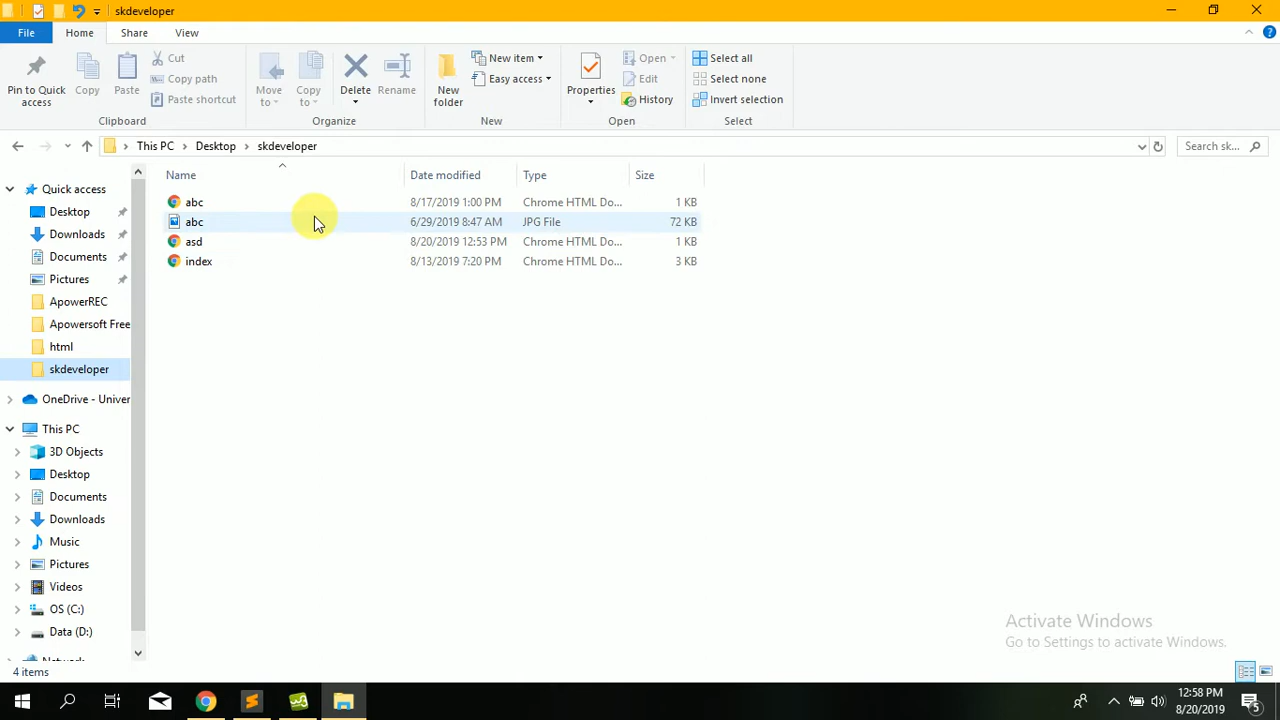 skdeveloper
File Home Share View
Pin to Quick access
Copy
Paste
Cut
Copy path
Paste shortcut
Clipboard
Move to
Copy to
Delete
Rename
Organize
New folder
New item
Easy access
New
Properties
Open
Edit
History
Open
Select all
Select none
Invert selection
Select
This PC > Desktop > skdeveloper
Search sk...
Name Date modified Type Size
abc 8/17/2019 1:00 PM Chrome HTML Do... 1 KB
abc 6/29/2019 8:47 AM JPG File 72 KB
asd 8/20/2019 12:53 PM Chrome HTML Do... 1 KB
index 8/13/2019 7:20 PM Chrome HTML Do... 3 KB
Quick access
Desktop
Downloads
Documents
Pictures
ApowerREC
Apowersoft Free
html
skdeveloper
OneDrive - Univer
This PC
3D Objects
Desktop
Documents
Downloads
Music
Pictures
Videos
OS (C:)
Data (D:)
Activate Windows
Go to Settings to activate Windows.
4 items
12:58 PM
8/20/2019
5